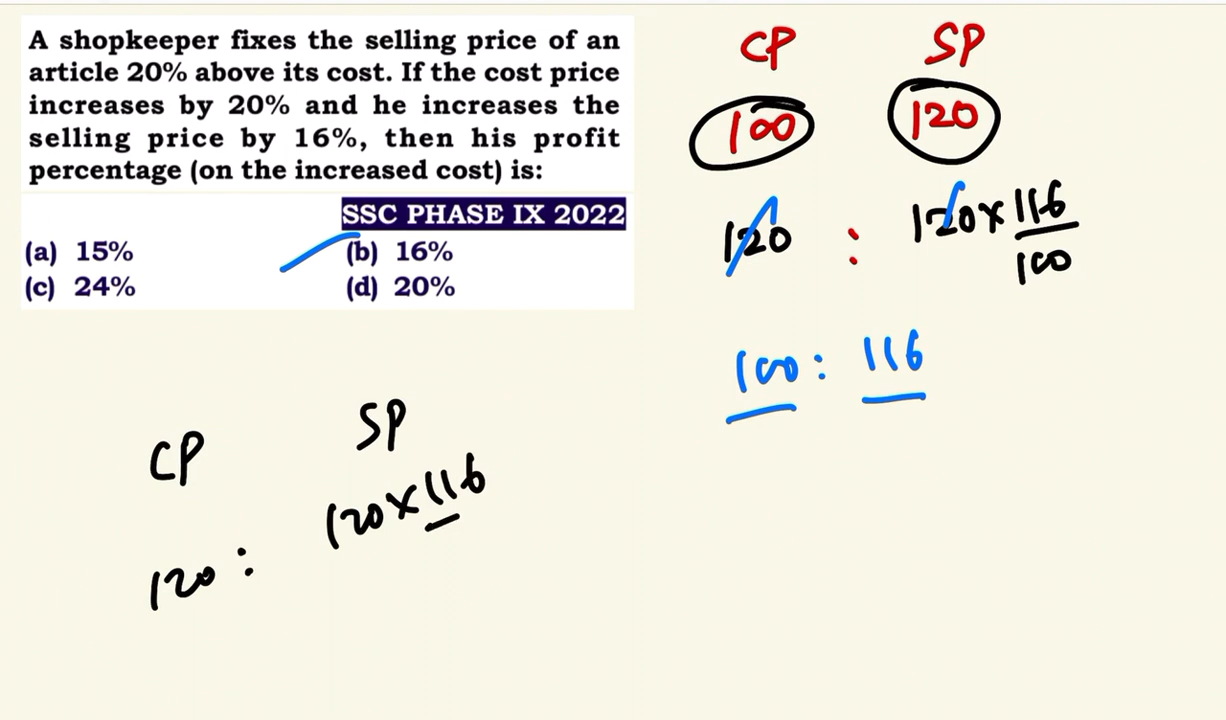 A shopkeeper fixes the selling price of an
article 20% above its cost. If the cost price
increases by 20% and he increases the
selling price by 16%, then his profit
percentage (on the increased cost) is:
SSC PHASE IX 2022
(a) 15% (b) 16%
(c) 24% (d) 20%
CP SP
100 120
120 : 120×116/100
100 : 116
CP SP
120 : 120×116